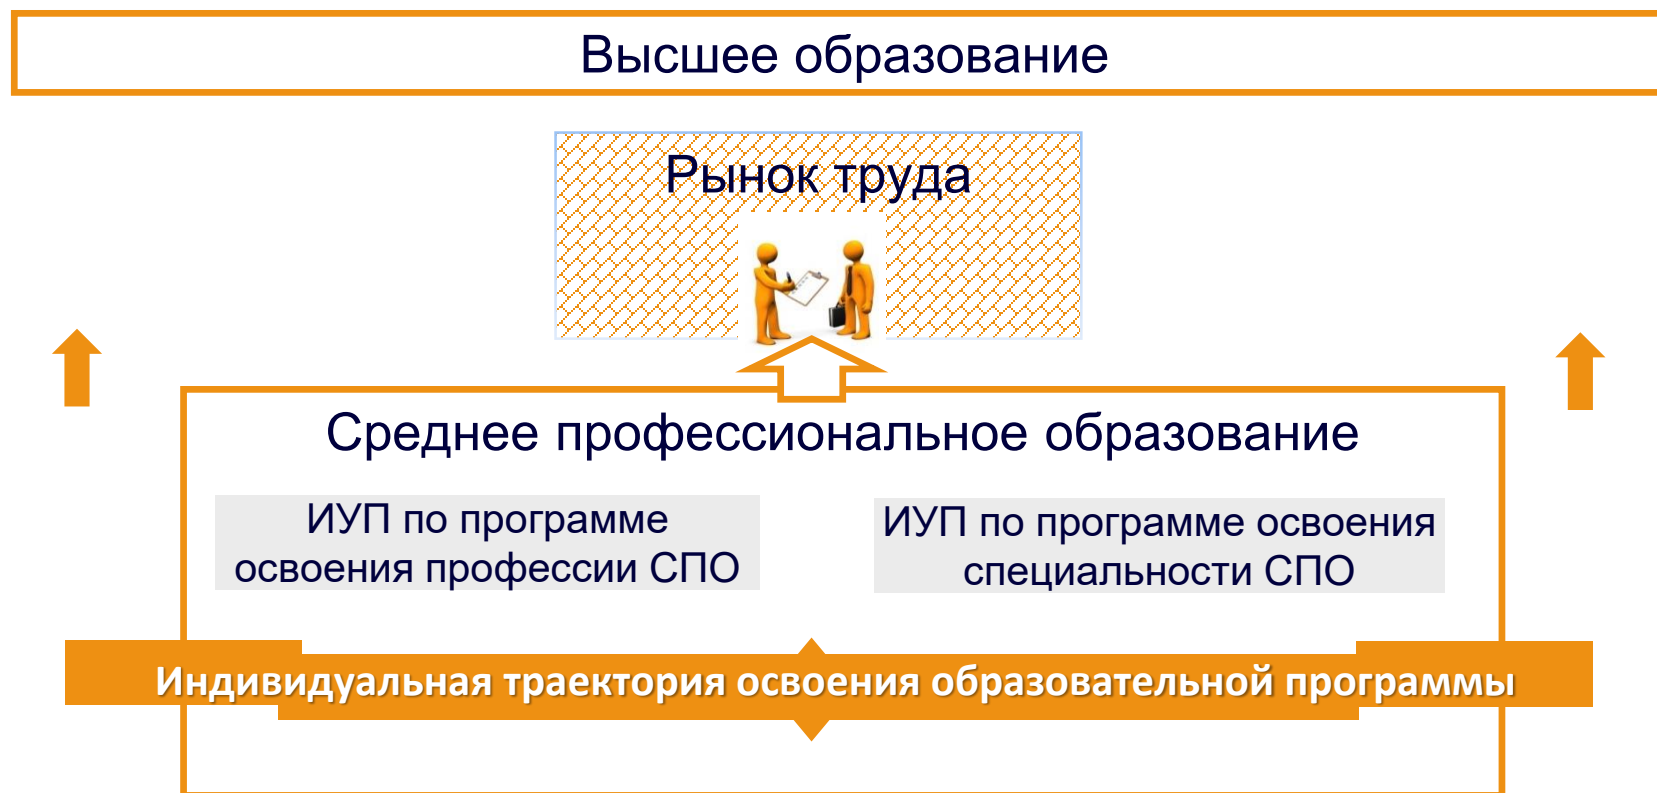 Высшее образование
Рынок труда
Среднее профессиональное образование
ИУП по программе
освоения профессии СПО
ИУП по программе освоения
специальности СПО
Индивидуальная траектория освоения образовательной программы